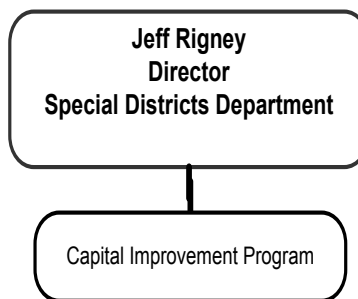 Jeff Rigney
Director
Special Districts Department
Capital Improvement Program